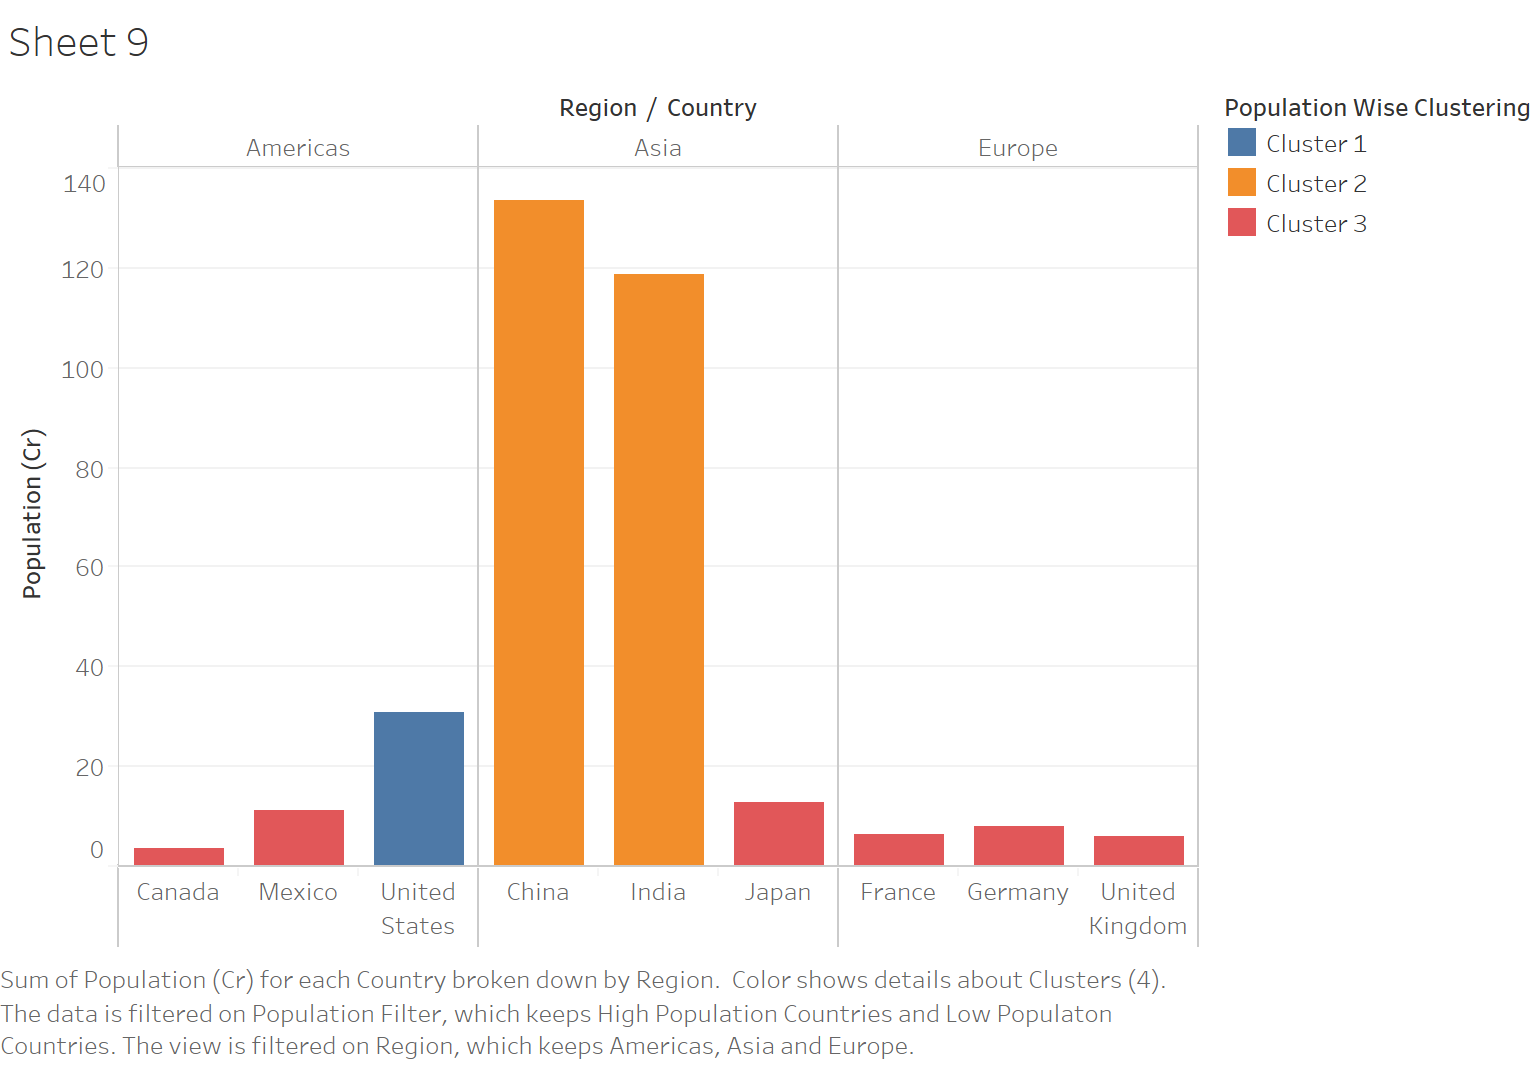 Sheet 9
Region / Country
Population Wise Clustering
Cluster 1
Cluster 2
Cluster 3
Americas Asia Europe
140
120
100
80
60
40
20
0
Population (Cr)
Canada Mexico United China India Japan France Germany United
States Kingdom
Sum of Population (Cr) for each Country broken down by Region.  Color shows details about Clusters (4).
The data is filtered on Population Filter, which keeps High Population Countries and Low Populaton
Countries. The view is filtered on Region, which keeps Americas, Asia and Europe.